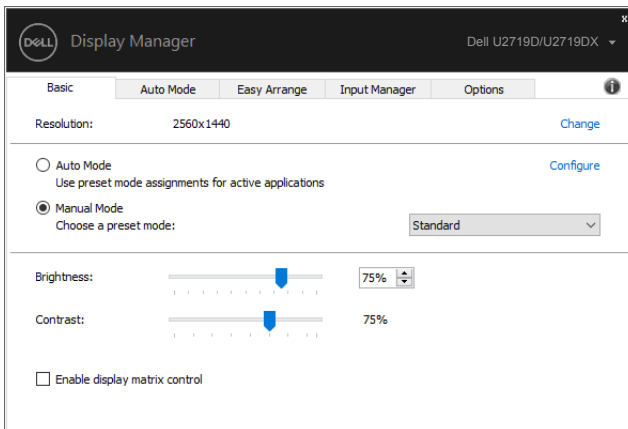 DELL Display Manager Dell U2719D/U2719DX
x
Basic Auto Mode Easy Arrange Input Manager Options i
Resolution: 2560x1440 Change
Auto Mode Configure
Use preset mode assignments for active applications
Manual Mode
Choose a preset mode: Standard
Brightness: 75%
Contrast: 75%
Enable display matrix control